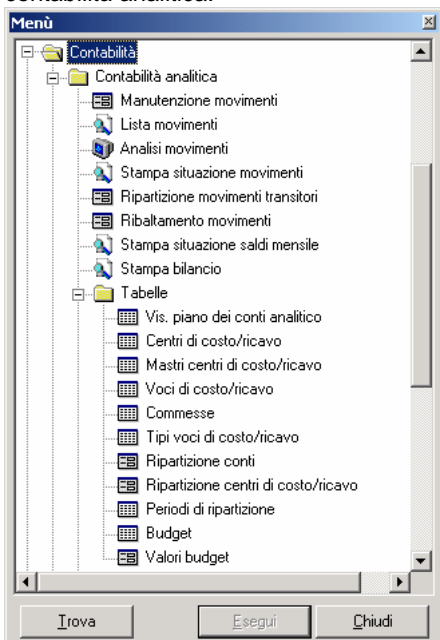 contabilità analitica.
Menù
Contabilità
Contabilità analitica
Manutenzione movimenti
Lista movimenti
Analisi movimenti
Stampa situazione movimenti
Ripartizione movimenti transitori
Ribaltamento movimenti
Stampa situazione saldi mensile
Stampa bilancio
Tabelle
Vis. piano dei conti analitico
Centri di costo/ricavo
Mastri centri di costo/ricavo
Voci di costo/ricavo
Commesse
Tipi voci di costo/ricavo
Ripartizione conti
Ripartizione centri di costo/ricavo
Periodi di ripartizione
Budget
Valori budget
Trova Esegui Chiudi